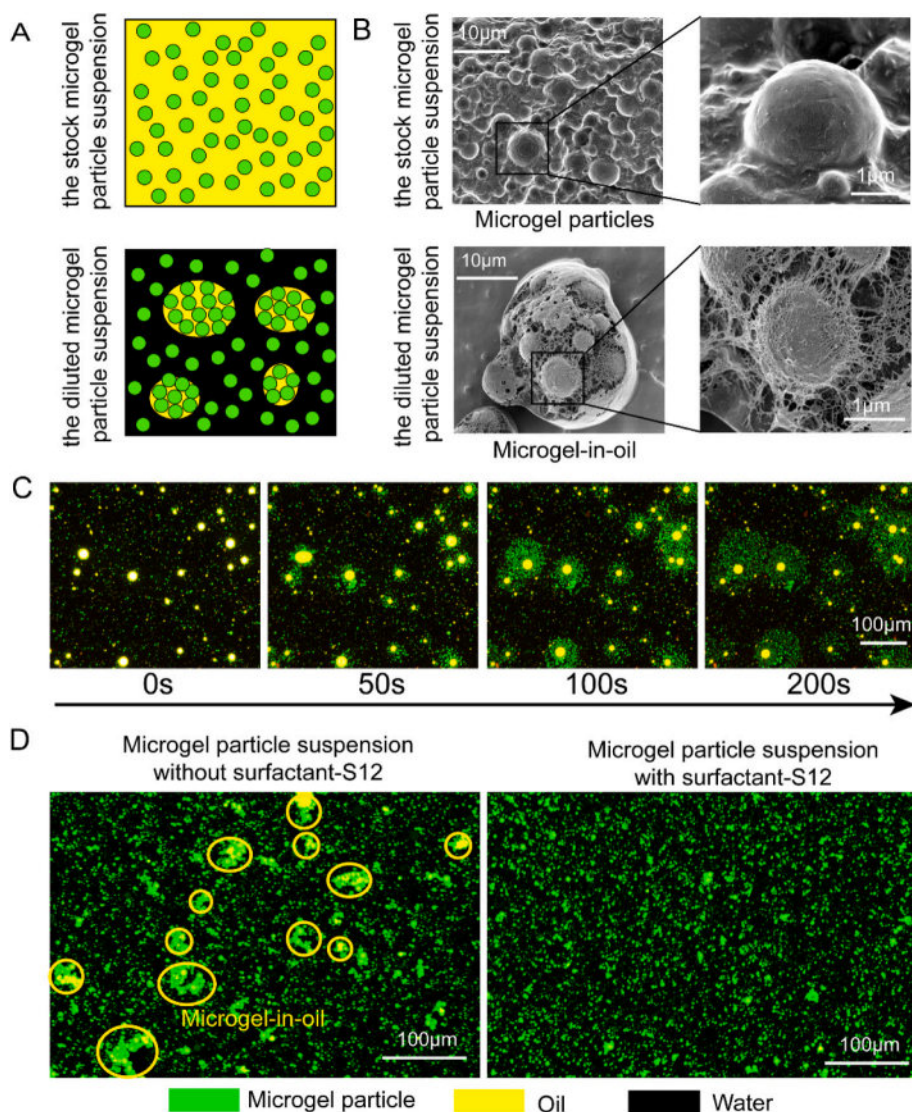 A
the stock microgel
particle suspension
the diluted microgel
particle suspension
B
the stock microgel
particle suspension
10μm
1μm
Microgel particles
the diluted microgel
particle suspension
10μm
1μm
Microgel-in-oil
C
100μm
0s
50s
100s
200s
D
Microgel particle suspension
without surfactant-S12
Microgel particle suspension
with surfactant-S12
Microgel-in-oil
100μm
100μm
Microgel particle
Oil
Water